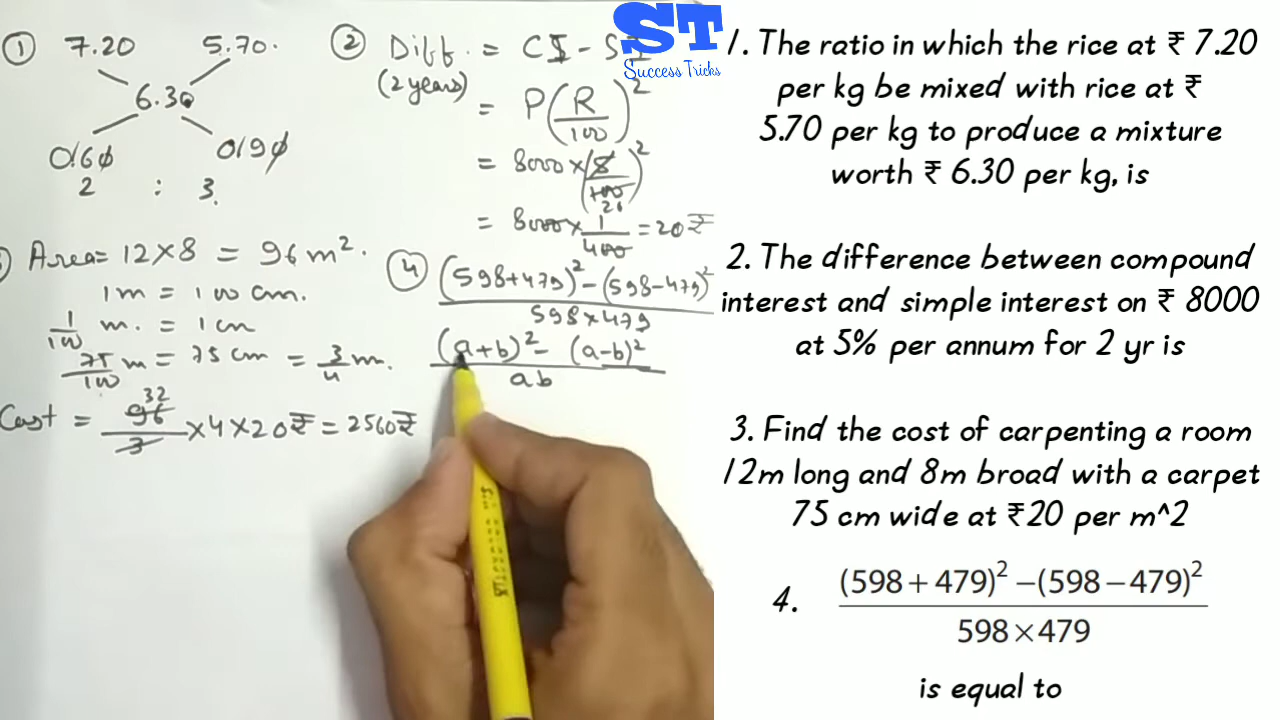 ① 7.20 5.70.
6.30
0.60 0.90
2 : 3.
② Diff. = CI - SI
(2 years)
= P(R/100)²
= 8000 × (5/100)²
20
= 8000 × 1/400 = 20 ₹
Area = 12 × 8 = 96 m².
1m = 100 cm.
1/100 m. = 1 cm
75/100 m = 75 cm = 3/4 m.
32
Cost = 96/3 × 4 × 20 ₹ = 2560 ₹
④ (598+479)² - (598-479)²
598×479
(a+b)² - (a-b)²
ab
ST
Success Tricks
1. The ratio in which the rice at ₹ 7.20
per kg be mixed with rice at ₹
5.70 per kg to produce a mixture
worth ₹ 6.30 per kg, is
2. The difference between compound
interest and simple interest on ₹ 8000
at 5% per annum for 2 yr is
3. Find the cost of carpenting a room
12m long and 8m broad with a carpet
75 cm wide at ₹20 per m^2
4. (598+479)² −(598−479)²
598×479
is equal to